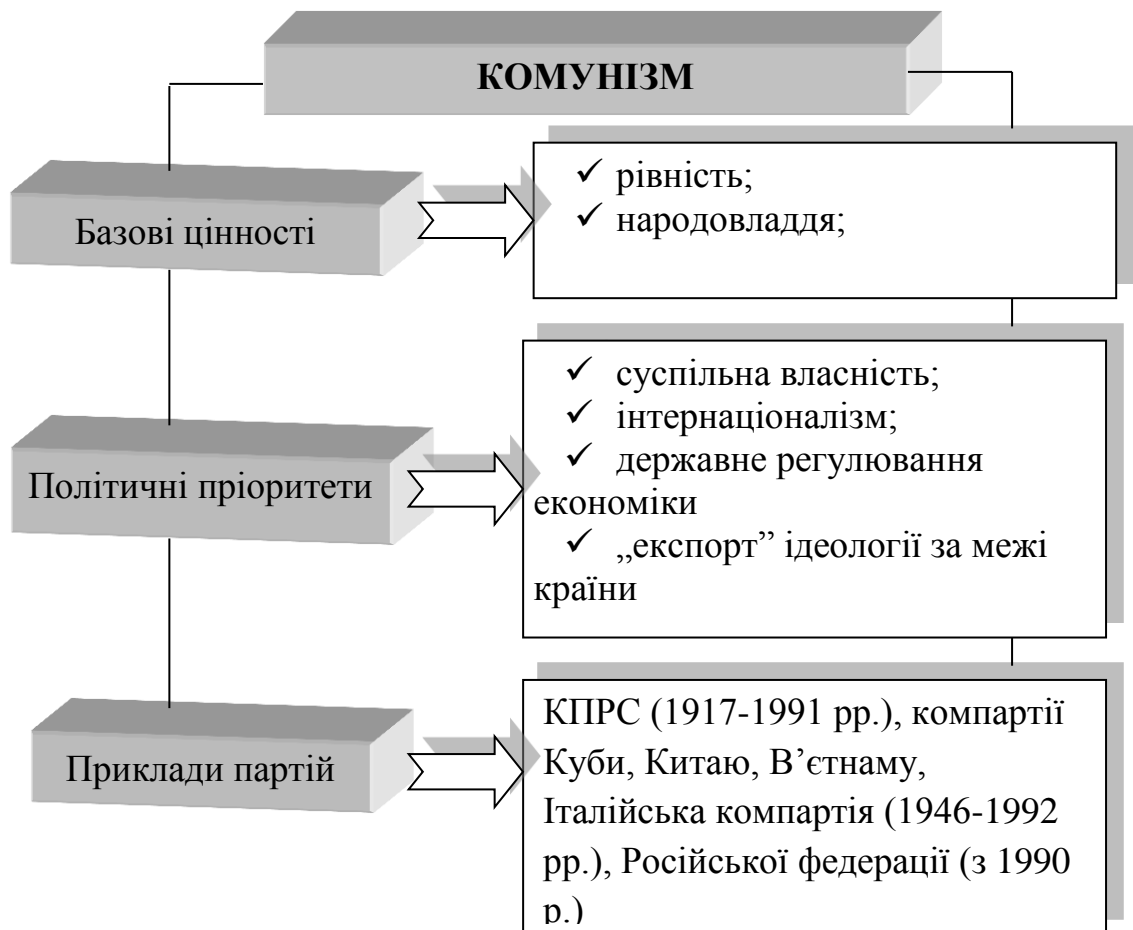 КОМУНІЗМ
Базові цінності
✓ рівність;
✓ народовладдя;
Політичні пріоритети
✓ суспільна власність;
✓ інтернаціоналізм;
✓ державне регулювання
економіки
✓ „експорт” ідеології за межі
країни
Приклади партій
КПРС (1917-1991 рр.), компартії
Куби, Китаю, В’єтнаму,
Італійська компартія (1946-1992
рр.), Російської федерації (з 1990
р.)